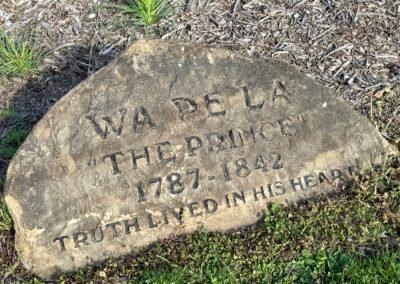 WA DE LA
"THE PRINCE"
1787-1842
TRUTH LIVED IN HIS HEART